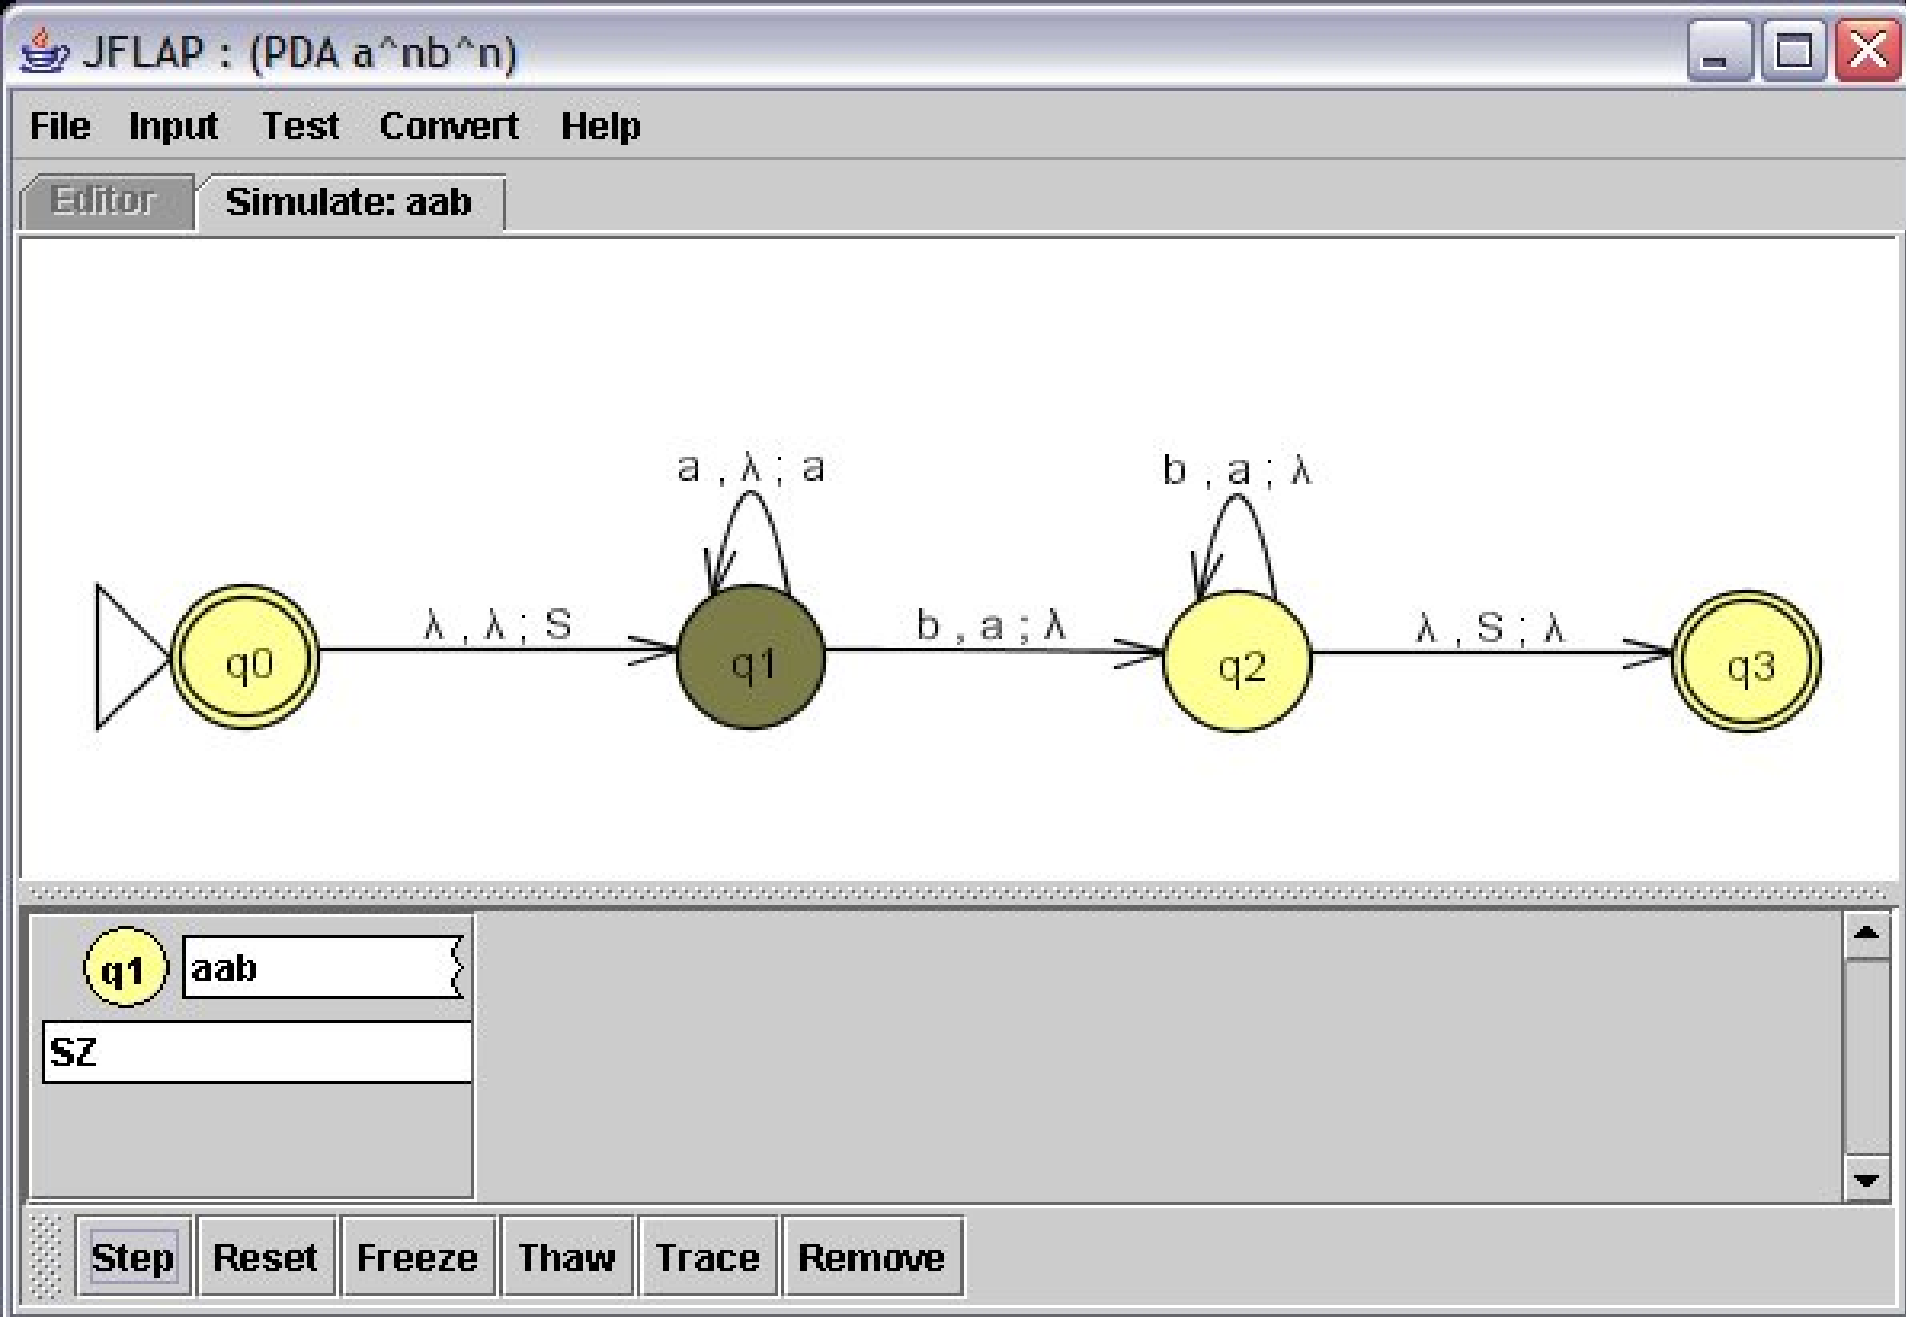 JFLAP : (PDA a^nb^n)
File Input Test Convert Help
Editor Simulate: aab
a , λ ; a b , a ; λ
q0 λ , λ ; S q1 b , a ; λ q2 λ , S ; λ q3
q1 aab
SZ
Step Reset Freeze Thaw Trace Remove